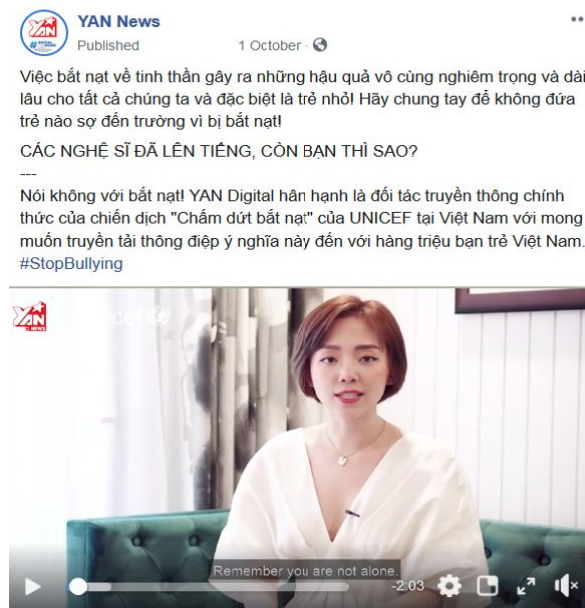 YAN News
Published 1 October ·
Việc bắt nạt về tinh thần gây ra những hậu quả vô cùng nghiêm trọng và dài
lâu cho tất cả chúng ta và đặc biệt là trẻ nhỏ! Hãy chung tay để không đứa
trẻ nào sợ đến trường vì bị bắt nạt!
CÁC NGHỆ SĨ ĐÃ LÊN TIẾNG, CÒN BẠN THÌ SAO?
---
Nói không với bắt nạt! YAN Digital hân hạnh là đối tác truyền thông chính
thức của chiến dịch "Chấm dứt bắt nạt" của UNICEF tại Việt Nam với mong
muốn truyền tải thông điệp ý nghĩa này đến với hàng triệu bạn trẻ Việt Nam.
#StopBullying
YAN
NEWS
Remember you are not alone.
-2:03